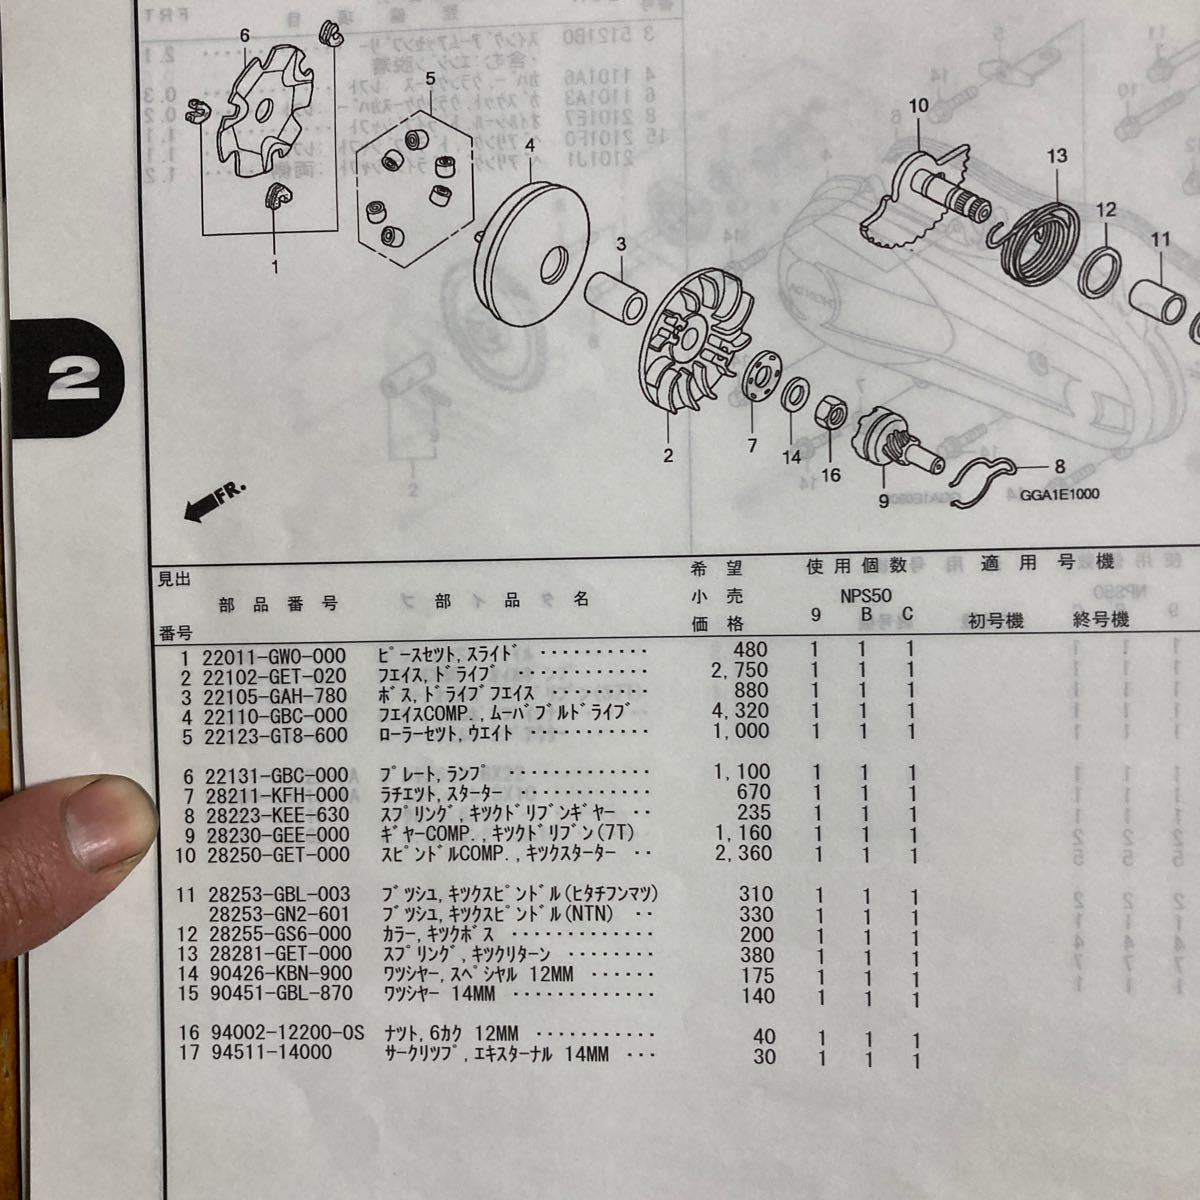 6
5
4
3
1
2
7
14
16
9
8
10
13
12
11
2
FR.
GGA1E1000
見出番号 部品番号 部品名 希望小売価格 使用個数 NPS50 9 B C 適用号機 初号機 終号機
1 22011-GW0-000 ﾋﾟｰｽｾﾂﾄ,ｽﾗｲﾄﾞ ··········· 480 1 1 1
2 22102-GET-020 ﾌｴｲｽ,ﾄﾞﾗｲﾌﾞ ············· 2,750 1 1 1
3 22105-GAH-780 ﾎﾞｽ,ﾄﾞﾗｲﾌﾞﾌｴｲｽ ········· 880 1 1 1
4 22110-GBC-000 ﾌｴｲｽCOMP.,ﾑｰﾊﾞﾌﾞﾙﾄﾞﾗｲﾌﾞ 4,320 1 1 1
5 22123-GT8-600 ﾛｰﾗｰｾﾂﾄ,ｳｴｲﾄ ············ 1,000 1 1 1
6 22131-GBC-000 ﾌﾟﾚｰﾄ,ﾗﾝﾌﾟ ············· 1,100 1 1 1
7 28211-KFH-000 ﾗﾁｴﾂﾄ,ｽﾀｰﾀｰ ············· 670 1 1 1
8 28223-KEE-630 ｽﾌﾟﾘﾝｸﾞ,ｷﾂｸﾄﾞﾘﾌﾞﾝｷﾞﾔｰ ·· 235 1 1 1
9 28230-GEE-000 ｷﾞﾔｰCOMP.,ｷﾂｸﾄﾞﾘﾌﾞﾝ(7T) 1,160 1 1 1
10 28250-GET-000 ｽﾋﾟﾝﾄﾞﾙCOMP.,ｷﾂｸｽﾀｰﾀｰ ·· 2,360 1 1 1
11 28253-GBL-003 ﾌﾞﾂｼﾕ,ｷﾂｸｽﾋﾟﾝﾄﾞﾙ(ﾋﾀﾁﾌﾝﾏﾂ) 310 1 1 1
28253-GN2-601 ﾌﾞﾂｼﾕ,ｷﾂｸｽﾋﾟﾝﾄﾞﾙ(NTN) ·· 330 1 1 1
12 28255-GS6-000 ｶﾗｰ,ｷﾂｸﾎﾞｽ ············· 200 1 1 1
13 28281-GET-000 ｽﾌﾟﾘﾝｸﾞ,ｷﾂｸﾘﾀｰﾝ ········ 380 1 1 1
14 90426-KBN-900 ﾜﾂｼﾔｰ,ｽﾍﾟｼﾔﾙ 12MM ······ 175 1 1 1
15 90451-GBL-870 ﾜﾂｼﾔｰ 14MM ············· 140 1 1 1
16 94002-12200-0S ﾅﾂﾄ,6ｶｸ 12MM ··········· 40 1 1 1
17 94511-14000 ｻｰｸﾘﾂﾌﾟ,ｴｷｽﾀｰﾅﾙ 14MM ··· 30 1 1 1